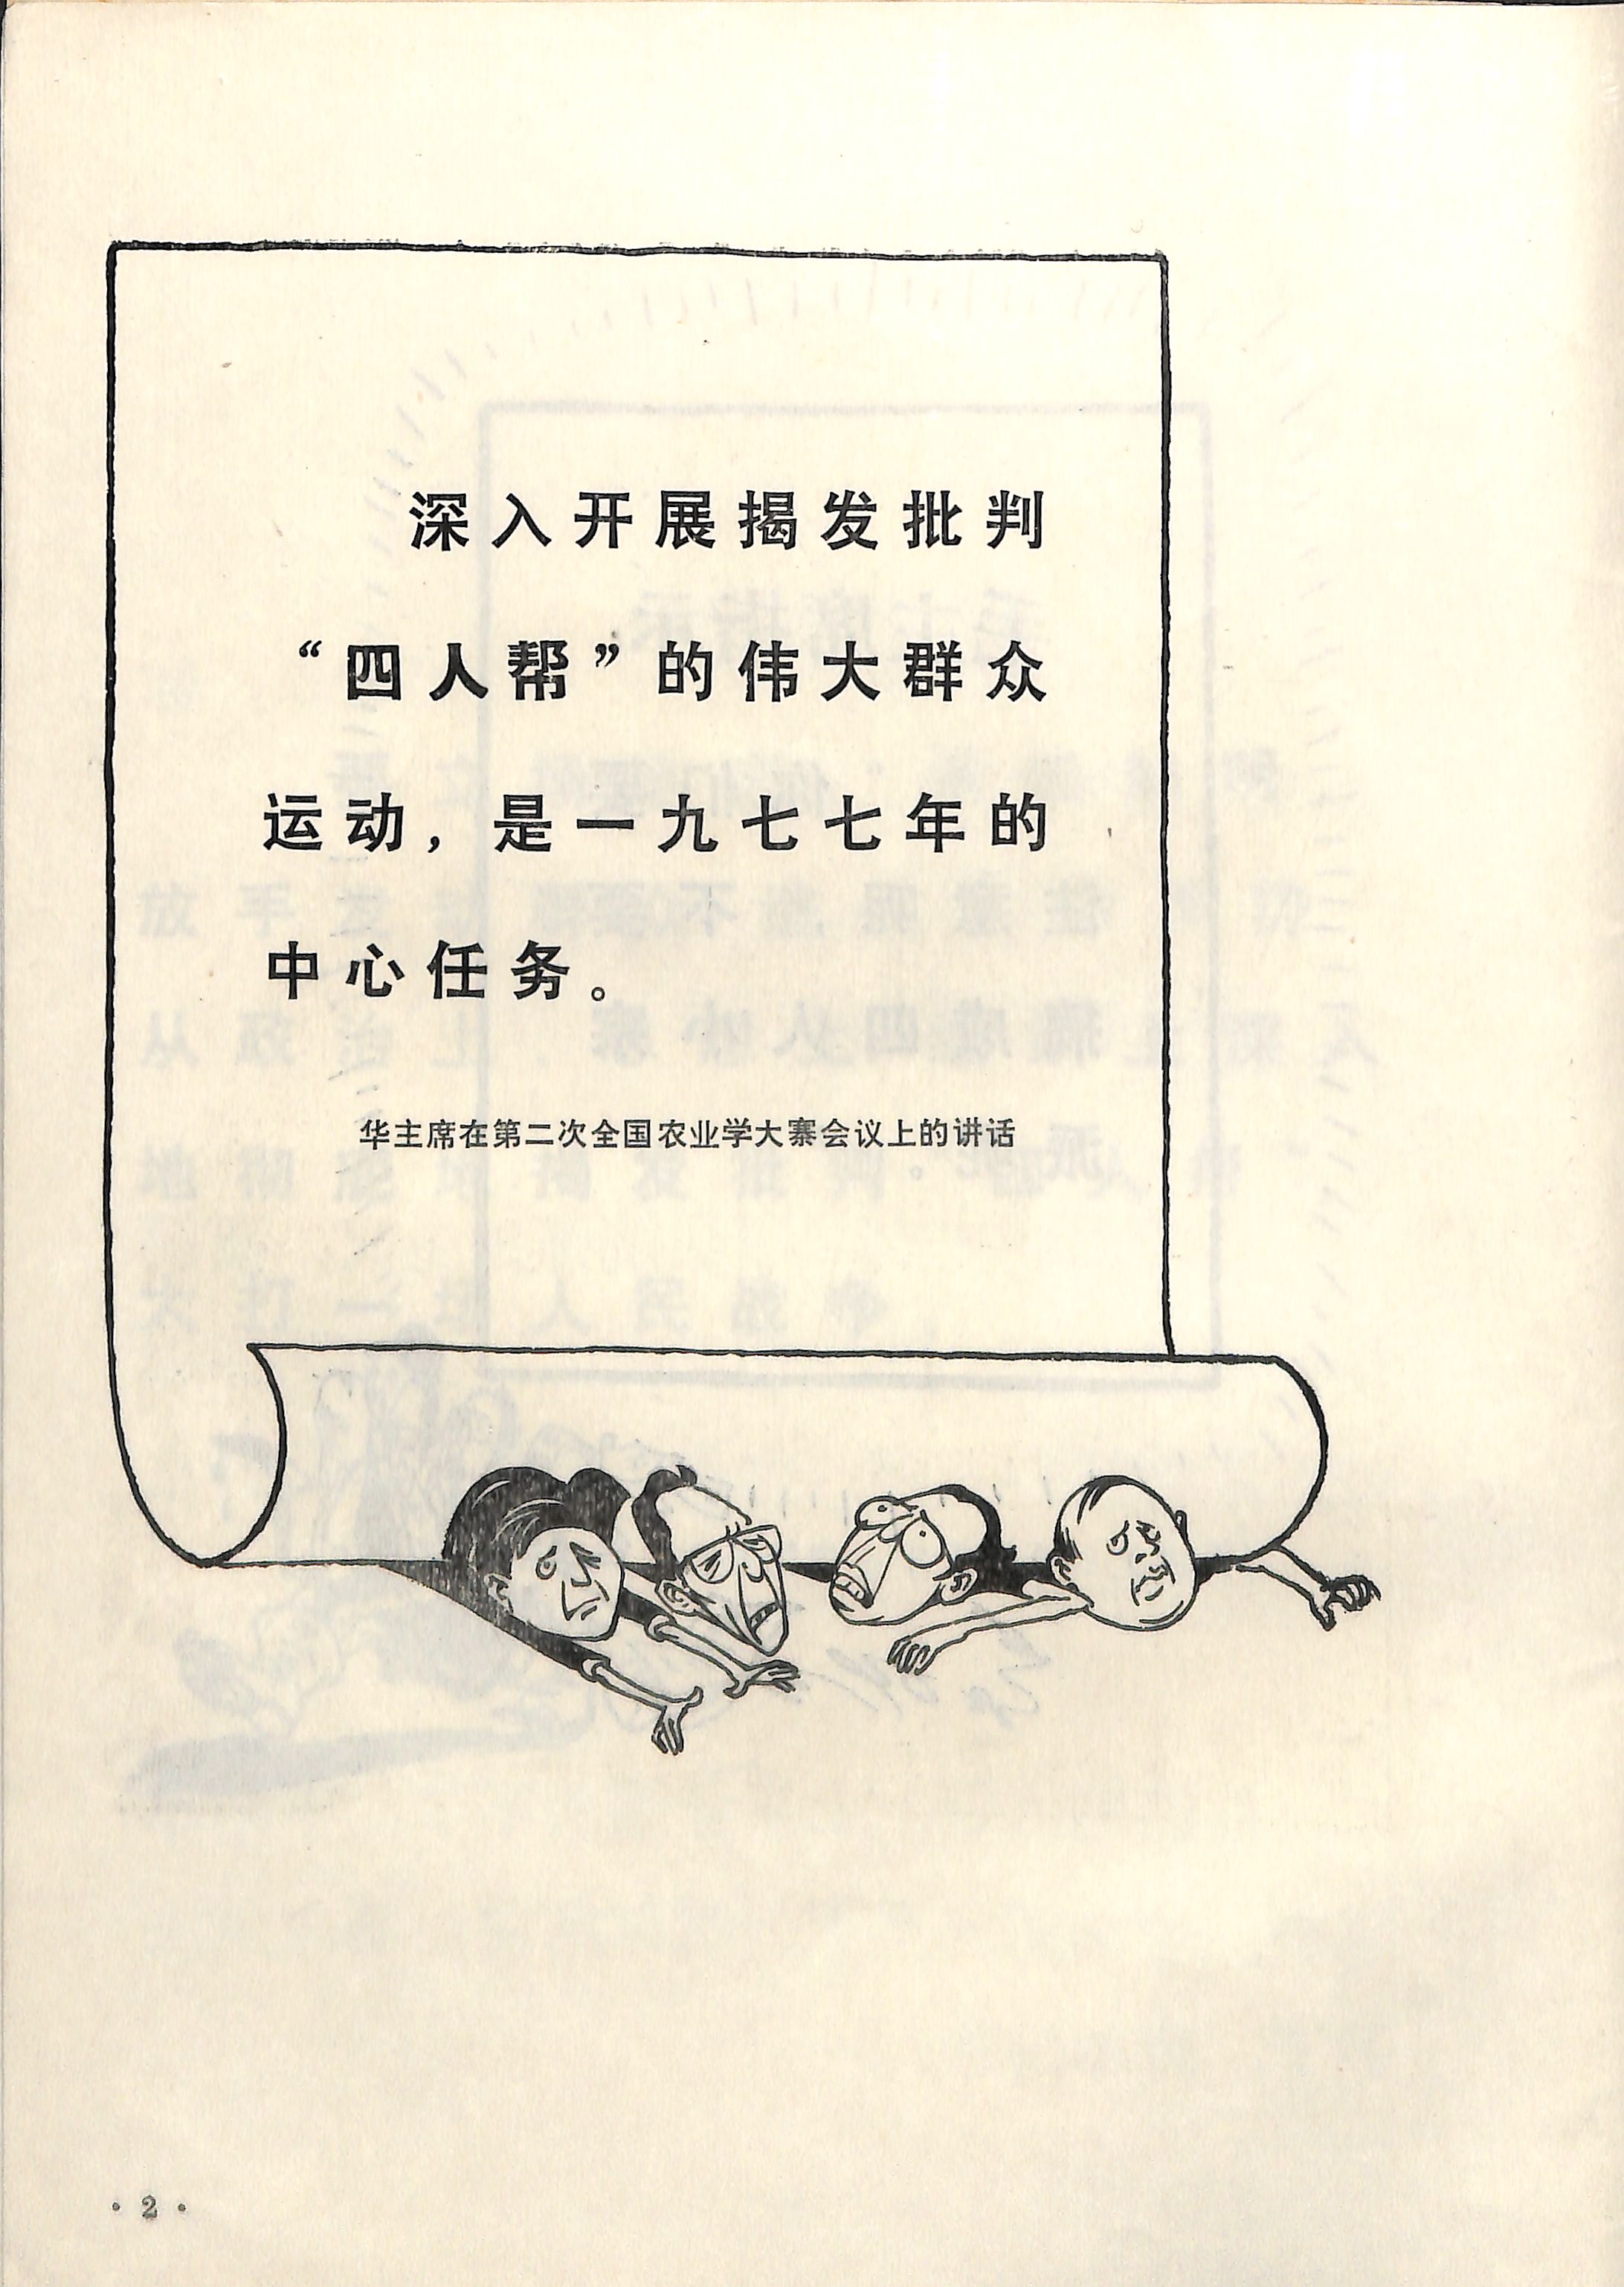 深入开展揭发批判
“四人帮”的伟大群众
运动，是一九七七年的
中心任务。
华主席在第二次全国农业学大寨会议上的讲话
· 2 ·